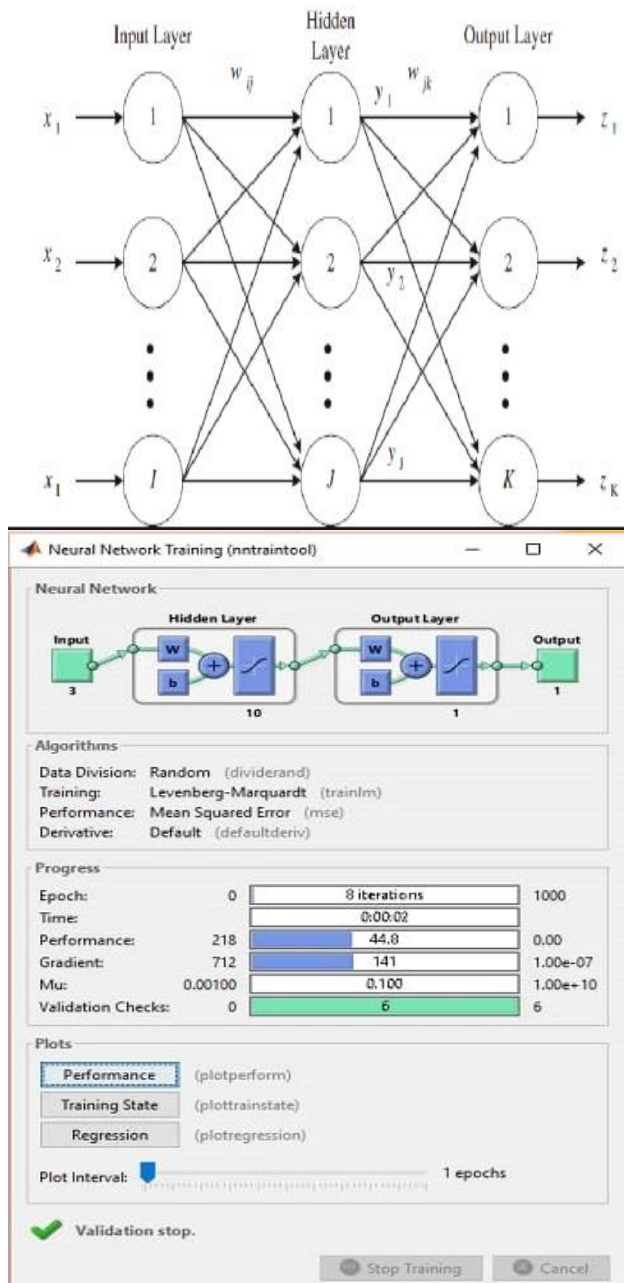 Input Layer Hidden Layer Output Layer
w ij y 1 w jk
x 1 1 1 1 z 1
x 2 2 2 2 z 2
y 2
y J
x I I J K z K
Neural Network Training (nntraintool)
Neural Network
Hidden Layer Output Layer
Input Output
W W
b b
3 10 1 1
Algorithms
Data Division: Random (dividerand)
Training: Levenberg-Marquardt (trainlm)
Performance: Mean Squared Error (mse)
Derivative: Default (defaultderiv)
Progress
Epoch: 0 8 iterations 1000
Time: 0:00:02
Performance: 218 44.8 0.00
Gradient: 712 141 1.00e-07
Mu: 0.00100 0.100 1.00e+10
Validation Checks: 0 6 6
Plots
Performance (plotperform)
Training State (plottrainstate)
Regression (plotregression)
Plot Interval: 1 epochs
Validation stop.
Stop Training Cancel